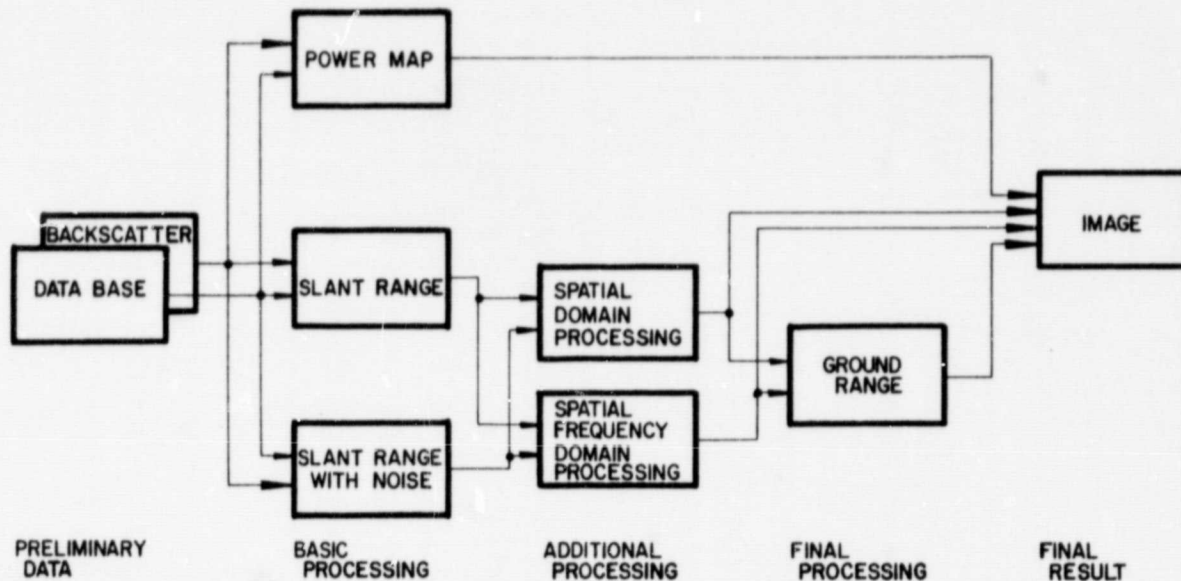 POWER MAP
BACKSCATTER
DATA BASE
SLANT RANGE
SLANT RANGE
WITH NOISE
SPATIAL
DOMAIN
PROCESSING
SPATIAL
FREQUENCY
DOMAIN
PROCESSING
GROUND
RANGE
IMAGE
PRELIMINARY
DATA
BASIC
PROCESSING
ADDITIONAL
PROCESSING
FINAL
PROCESSING
FINAL
RESULT